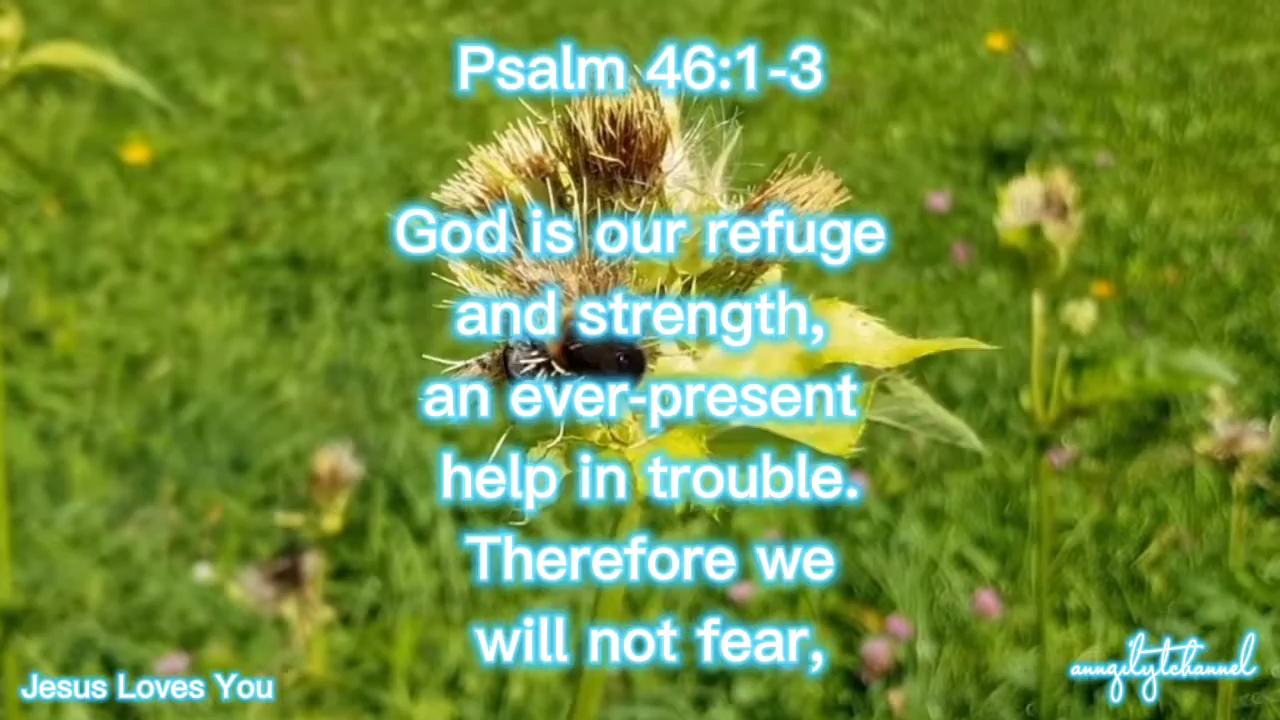 Psalm 46:1-3
God is our refuge
and strength,
an ever-present
help in trouble.
Therefore we
will not fear,
Jesus Loves You
anngilytchannel